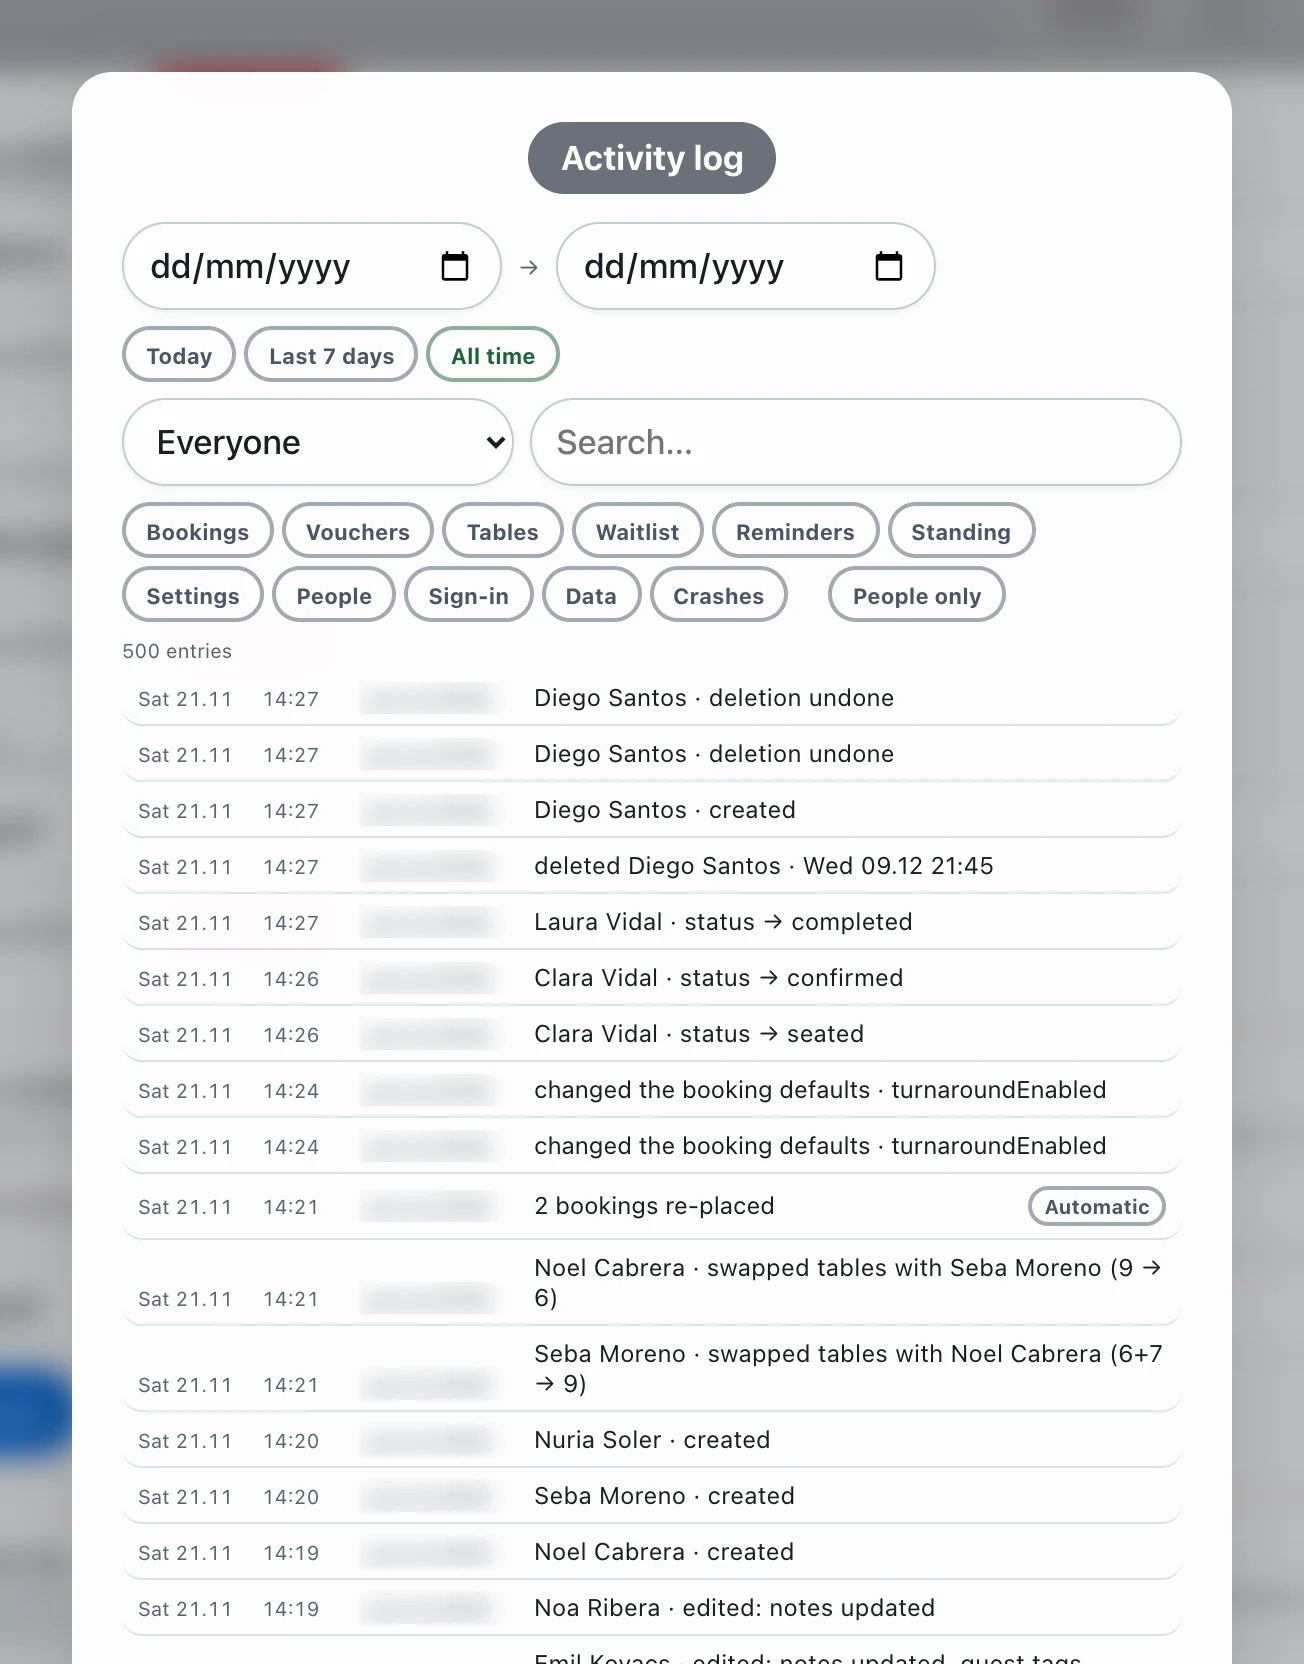 Activity log
dd/mm/yyyy → dd/mm/yyyy
Today Last 7 days All time
Everyone Search...
Bookings Vouchers Tables Waitlist Reminders Standing
Settings People Sign-in Data Crashes People only
500 entries
Sat 21.11 14:27 Diego Santos · deletion undone
Sat 21.11 14:27 Diego Santos · deletion undone
Sat 21.11 14:27 Diego Santos · created
Sat 21.11 14:27 deleted Diego Santos · Wed 09.12 21:45
Sat 21.11 14:27 Laura Vidal · status → completed
Sat 21.11 14:26 Clara Vidal · status → confirmed
Sat 21.11 14:26 Clara Vidal · status → seated
Sat 21.11 14:24 changed the booking defaults · turnaroundEnabled
Sat 21.11 14:24 changed the booking defaults · turnaroundEnabled
Sat 21.11 14:21 2 bookings re-placed Automatic
Noel Cabrera · swapped tables with Seba Moreno (9 →
Sat 21.11 14:21 6)
Seba Moreno · swapped tables with Noel Cabrera (6+7
Sat 21.11 14:21 → 9)
Sat 21.11 14:20 Nuria Soler · created
Sat 21.11 14:20 Seba Moreno · created
Sat 21.11 14:19 Noel Cabrera · created
Sat 21.11 14:19 Noa Ribera · edited: notes updated
Emil Kovacs · edited: notes updated, guest tags